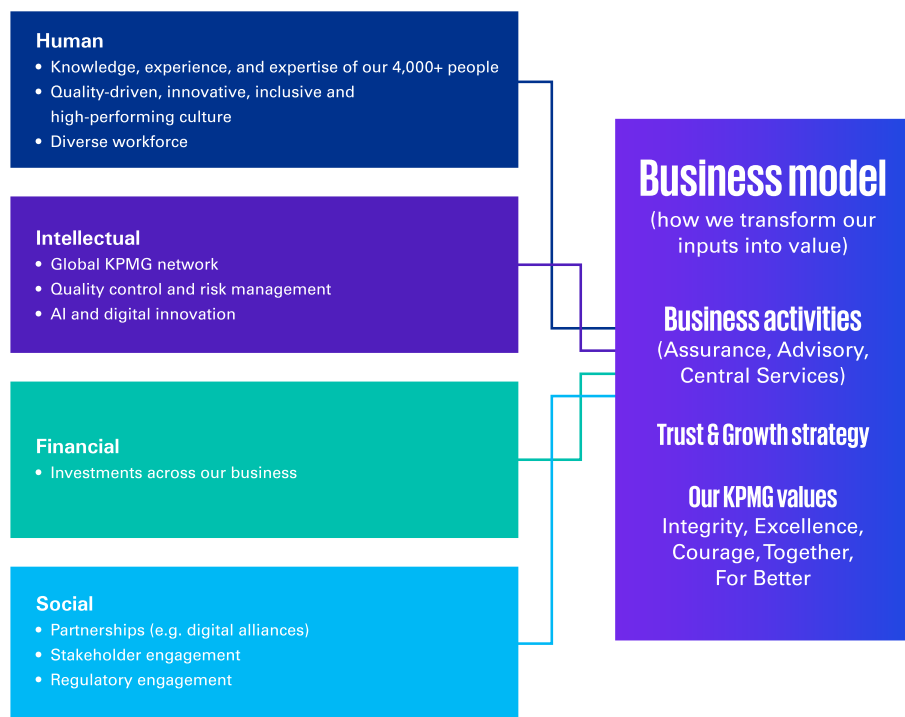 Human
• Knowledge, experience, and expertise of our 4,000+ people
• Quality-driven, innovative, inclusive and
high-performing culture
• Diverse workforce
Intellectual
• Global KPMG network
• Quality control and risk management
• AI and digital innovation
Financial
• Investments across our business
Social
• Partnerships (e.g. digital alliances)
• Stakeholder engagement
• Regulatory engagement
Business model
(how we transform our
inputs into value)
Business activities
(Assurance, Advisory,
Central Services)
Trust & Growth strategy
Our KPMG values
Integrity, Excellence,
Courage, Together,
For Better